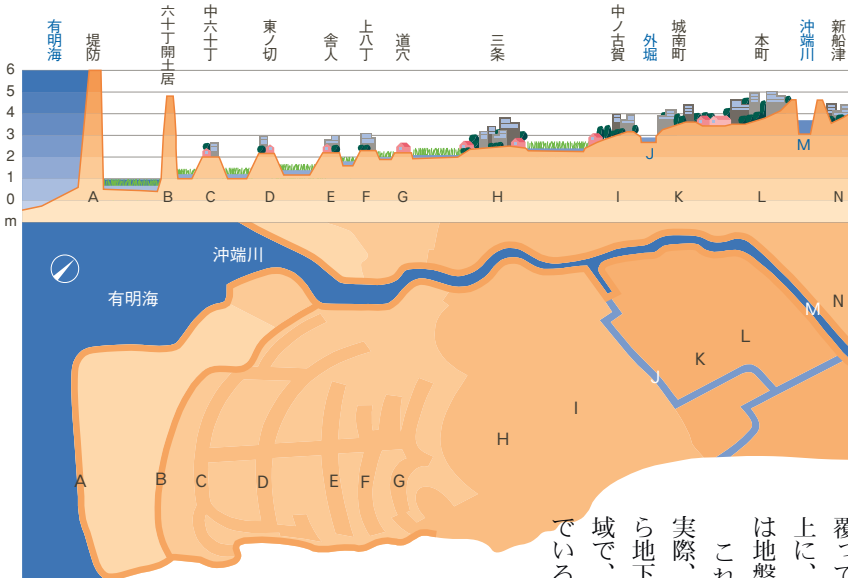 有明海
堤防
六十丁開土居
中六十丁
東ノ切
舎人
上八丁
道穴
三条
中ノ古賀
外堀
城南町
本町
沖端川
新船津
6
5
4
3
2
1
0
m
A
B
C
D
E
F
G
H
I
J
K
L
M
N
沖端川
有明海
A
B
C
D
E
F
G
H
I
J
K
L
M
N
覆って
上に、
は地盤
これ
実際、
ら地下
域で、
でいる